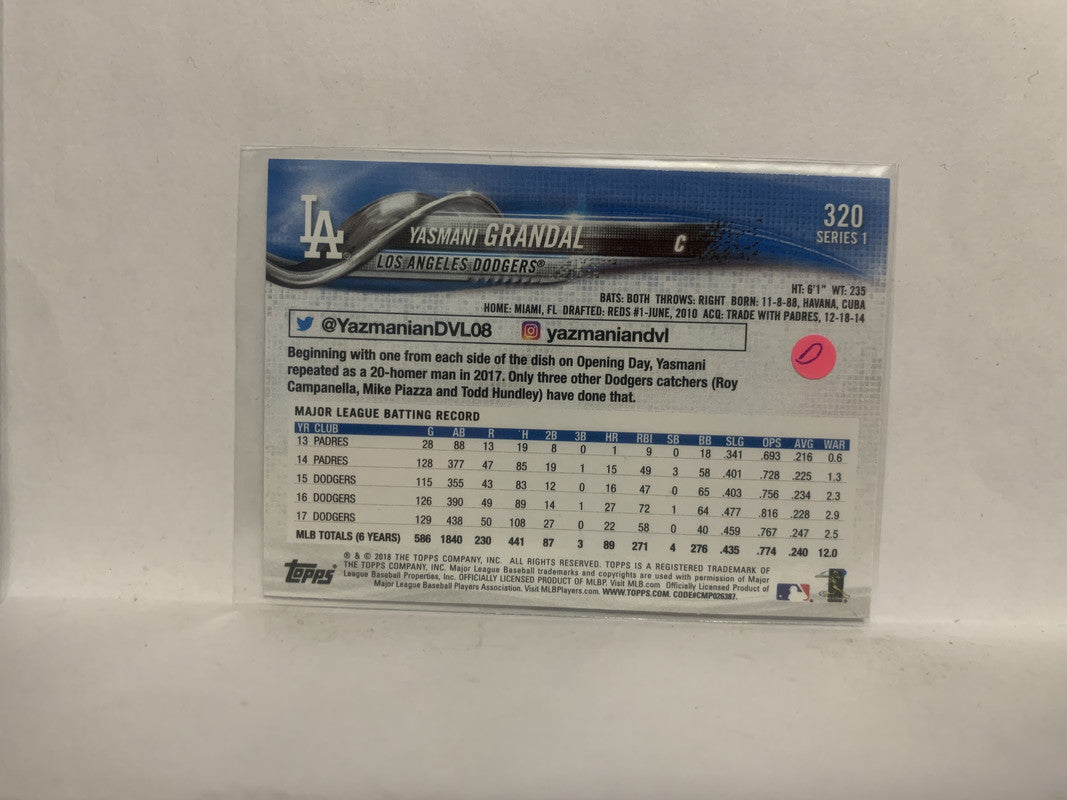 LA
YASMANI GRANDAL C
LOS ANGELES DODGERS®
320
SERIES 1
HT: 6'1" WT: 235
BATS: BOTH THROWS: RIGHT BORN: 11-8-88, HAVANA, CUBA
HOME: MIAMI, FL DRAFTED: REDS #1-JUNE, 2010 ACQ: TRADE WITH PADRES, 12-18-14
@YazmanianDVL08 yazmaniandvl
D
Beginning with one from each side of the dish on Opening Day, Yasmani
repeated as a 20-homer man in 2017. Only three other Dodgers catchers (Roy
Campanella, Mike Piazza and Todd Hundley) have done that.
MAJOR LEAGUE BATTING RECORD
YR CLUB G AB R H 2B 3B HR RBI SB BB SLG OPS AVG WAR
13 PADRES 28 88 13 19 8 0 1 9 0 18 .341 .693 .216 0.6
14 PADRES 128 377 47 85 19 1 15 49 3 58 .401 .728 .225 1.3
15 DODGERS 115 355 43 83 12 0 16 47 0 65 .403 .756 .234 2.3
16 DODGERS 126 390 49 89 14 1 27 72 1 64 .477 .816 .228 2.9
17 DODGERS 129 438 50 108 27 0 22 58 0 40 .459 .767 .247 2.5
MLB TOTALS (6 YEARS) 586 1840 230 441 87 3 89 271 4 276 .435 .774 .240 12.0
Topps®
® & © 2018 THE TOPPS COMPANY, INC. ALL RIGHTS RESERVED. TOPPS IS A REGISTERED TRADEMARK OF
THE TOPPS COMPANY, INC. Major League Baseball trademarks and copyrights are used with permission of Major
League Baseball Properties, Inc. OFFICIALLY LICENSED PRODUCT OF MLBP. Visit MLB.com Officially Licensed Product of
Major League Baseball Players Association. Visit MLBPlayers.com. WWW.TOPPS.COM. CODE#CMP026387.